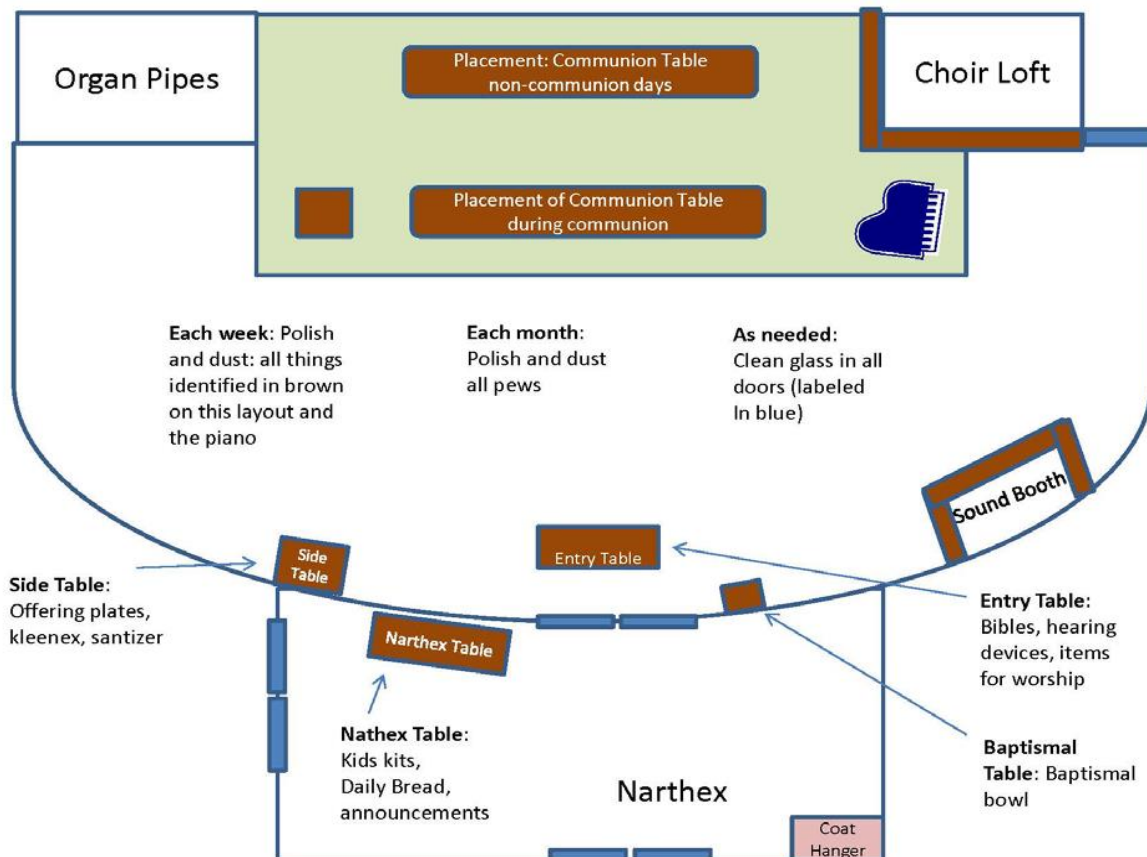 Organ Pipes
Placement: Communion Table
non-communion days
Choir Loft
Placement of Communion Table
during communion
Each week: Polish
and dust: all things
identified in brown
on this layout and
the piano
Each month:
Polish and dust
all pews
As needed:
Clean glass in all
doors (labeled
In blue)
Sound Booth
Side
Table
Entry Table
Side Table:
Offering plates,
kleenex, santizer
Narthex Table
Entry Table:
Bibles, hearing
devices, items
for worship
Nathex Table:
Kids kits,
Daily Bread,
announcements
Narthex
Baptismal
Table: Baptismal
bowl
Coat
Hanger